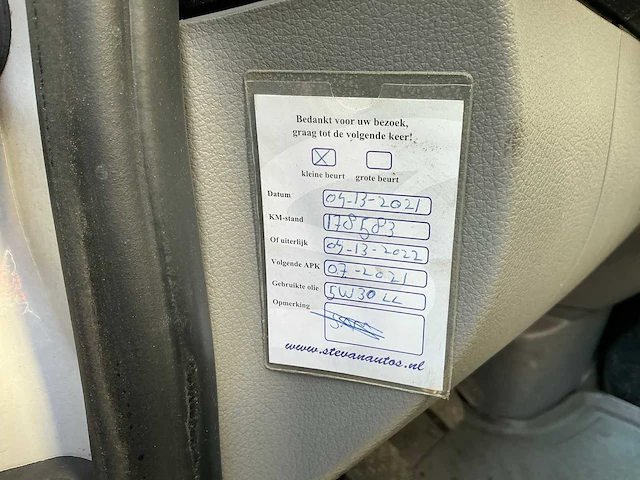 Bedankt voor uw bezoek,
graag tot de volgende keer!
kleine beurt grote beurt
Datum 04-13-2021
KM-stand 178583
Of uiterlijk 04-13-2022
Volgende APK 07-2021
Gebruikte olie 5W30 LL
Opmerking
www.stevanautos.nl